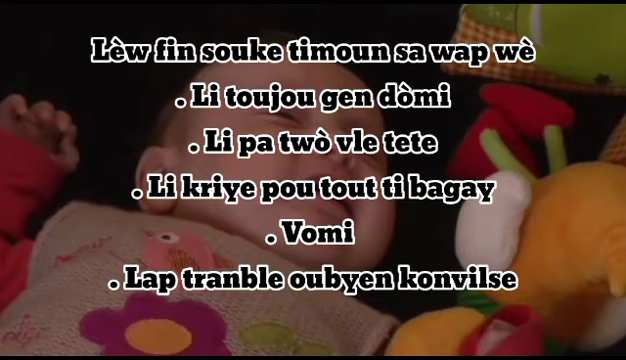 Lèw fin souke timoun sa wap wè
. Li toujou gen dòmi
. Li pa twò vle tete
. Li kriye pou tout ti bagay
. Vomi
. Lap tranble oubyen konvilse